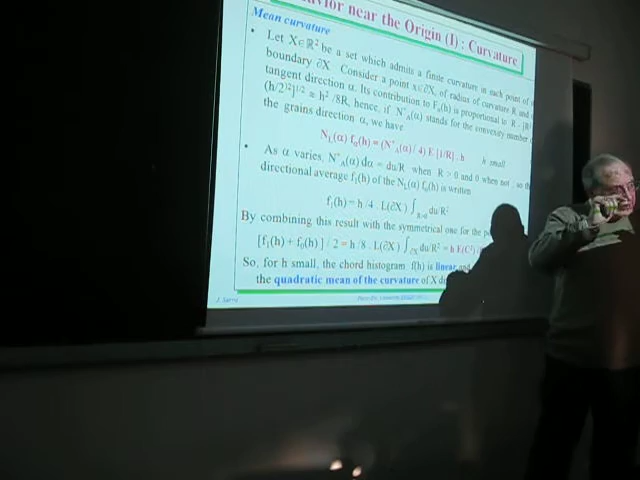 avior near the Origin (I) : Curvature
Mean curvature
• Let X∈ℝ² be a set which admits a finite curvature in each point of
boundary ∂X. Consider a point x∈∂X, of radius of curvature R and
tangent direction α. Its contribution to F₀(h) is proportional to R - [R²
(h/2)²]¹/² ≈ h² /8R, hence, if N⁺A(α) stands for the convexity number
the grains direction α, we have
NL(α) f₀(h) = (N⁺A(α)/ 4) E [1/R] . h h small
• As α varies, N⁺A(α) dα = du/R when R > 0 and 0 when not, so
directional average f₁(h) of the NL(α) f₀(h) is written
f₁(h) = h /4 . L(∂X) ∫R>0 du/R²
By combining this result with the symmetrical one for the
[f₁(h) + f₀(h) ] / 2 = h /8 . L(∂X) ∫∂X du/R² = h E(C²)
So, for h small, the chord histogram f(h) is linear
the quadratic mean of the curvature of X
J. Serra